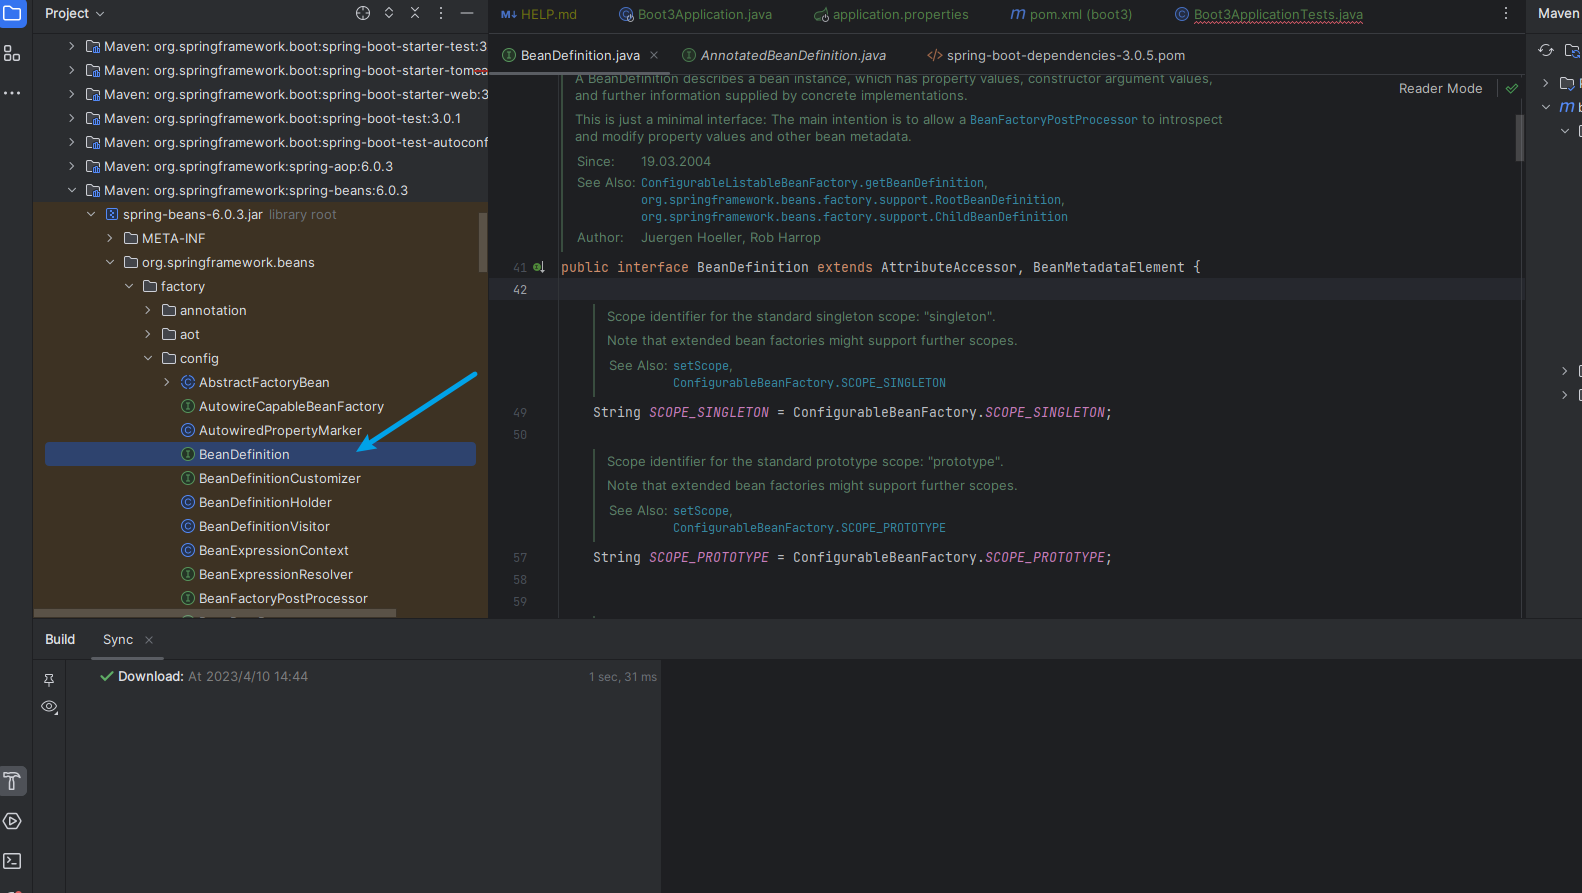 Project
Maven: org.springframework.boot:spring-boot-starter-test:3
Maven: org.springframework.boot:spring-boot-starter-tomca
Maven: org.springframework.boot:spring-boot-starter-web:3
Maven: org.springframework.boot:spring-boot-test:3.0.1
Maven: org.springframework.boot:spring-boot-test-autoconf
Maven: org.springframework:spring-aop:6.0.3
Maven: org.springframework:spring-beans:6.0.3
spring-beans-6.0.3.jar library root
META-INF
org.springframework.beans
factory
annotation
aot
config
AbstractFactoryBean
AutowireCapableBeanFactory
AutowiredPropertyMarker
BeanDefinition
BeanDefinitionCustomizer
BeanDefinitionHolder
BeanDefinitionVisitor
BeanExpressionContext
BeanExpressionResolver
BeanFactoryPostProcessor
HELP.md Boot3Application.java application.properties pom.xml (boot3) Boot3ApplicationTests.java
BeanDefinition.java AnnotatedBeanDefinition.java spring-boot-dependencies-3.0.5.pom
A BeanDefinition describes a bean instance, which has property values, constructor argument values,
and further information supplied by concrete implementations.
Reader Mode
This is just a minimal interface: The main intention is to allow a BeanFactoryPostProcessor to introspect
and modify property values and other bean metadata.
Since: 19.03.2004
See Also: ConfigurableListableBeanFactory.getBeanDefinition,
org.springframework.beans.factory.support.RootBeanDefinition,
org.springframework.beans.factory.support.ChildBeanDefinition
Author: Juergen Hoeller, Rob Harrop
41 public interface BeanDefinition extends AttributeAccessor, BeanMetadataElement {
42
Scope identifier for the standard singleton scope: "singleton".
Note that extended bean factories might support further scopes.
See Also: setScope,
ConfigurableBeanFactory.SCOPE_SINGLETON
49 String SCOPE_SINGLETON = ConfigurableBeanFactory.SCOPE_SINGLETON;
50
Scope identifier for the standard prototype scope: "prototype".
Note that extended bean factories might support further scopes.
See Also: setScope,
ConfigurableBeanFactory.SCOPE_PROTOTYPE
57 String SCOPE_PROTOTYPE = ConfigurableBeanFactory.SCOPE_PROTOTYPE;
58
59
Maven
Build Sync
Download: At 2023/4/10 14:44 1 sec, 31 ms